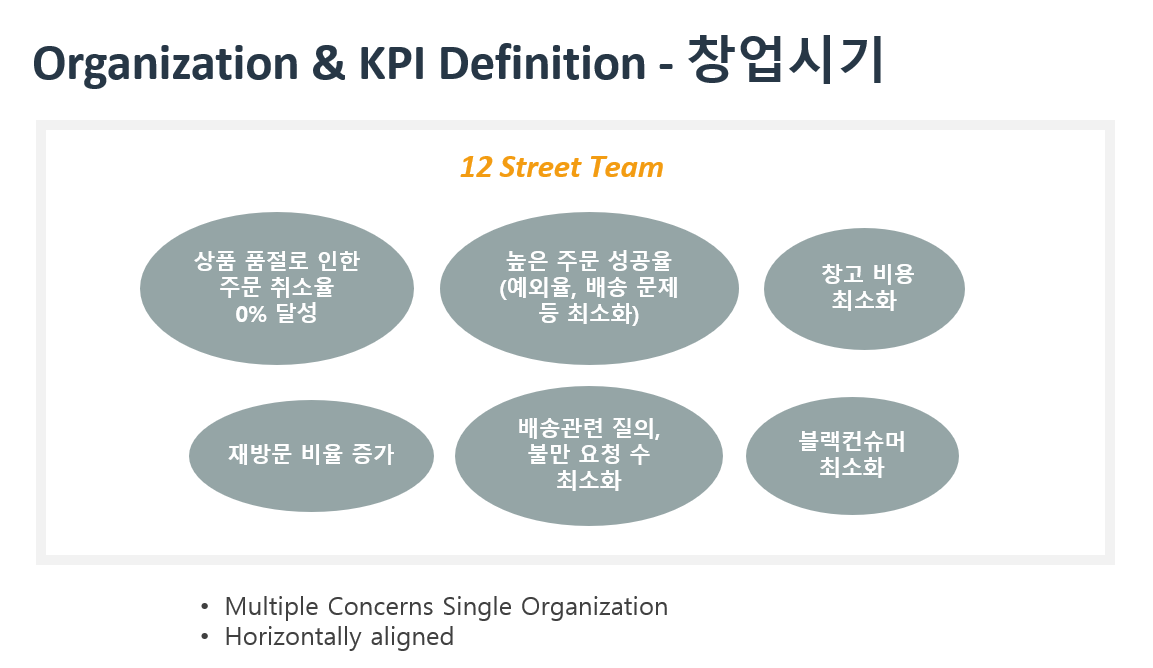 Organization & KPI Definition - 창업시기
12 Street Team
상품 품절로 인한
주문 취소율
0% 달성
높은 주문 성공율
(예외율, 배송 문제
등 최소화)
창고 비용
최소화
재방문 비율 증가
배송관련 질의,
불만 요청 수
최소화
블랙컨슈머
최소화
• Multiple Concerns Single Organization
• Horizontally aligned